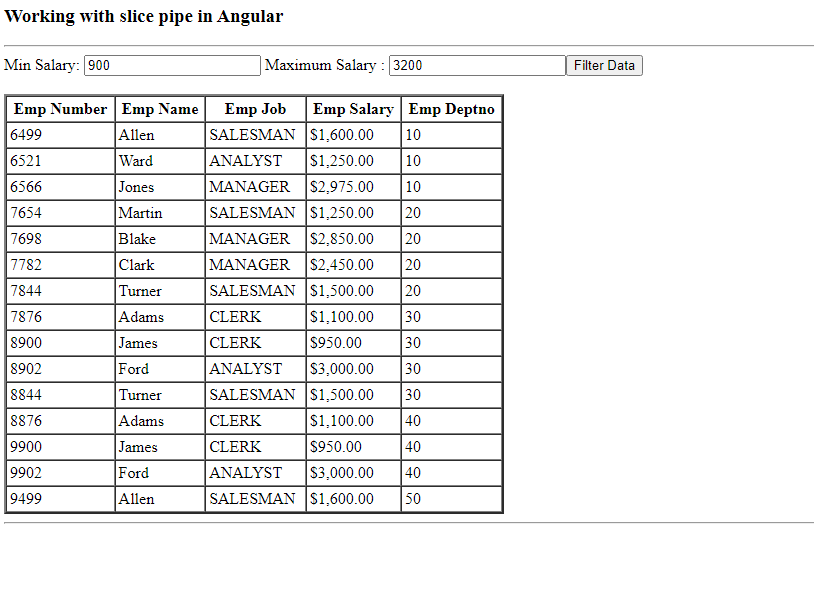 Working with slice pipe in Angular
Min Salary: 900 Maximum Salary : 3200 Filter Data
Emp Number Emp Name Emp Job Emp Salary Emp Deptno
6499 Allen SALESMAN $1,600.00 10
6521 Ward ANALYST $1,250.00 10
6566 Jones MANAGER $2,975.00 10
7654 Martin SALESMAN $1,250.00 20
7698 Blake MANAGER $2,850.00 20
7782 Clark MANAGER $2,450.00 20
7844 Turner SALESMAN $1,500.00 20
7876 Adams CLERK $1,100.00 30
8900 James CLERK $950.00 30
8902 Ford ANALYST $3,000.00 30
8844 Turner SALESMAN $1,500.00 30
8876 Adams CLERK $1,100.00 40
9900 James CLERK $950.00 40
9902 Ford ANALYST $3,000.00 40
9499 Allen SALESMAN $1,600.00 50